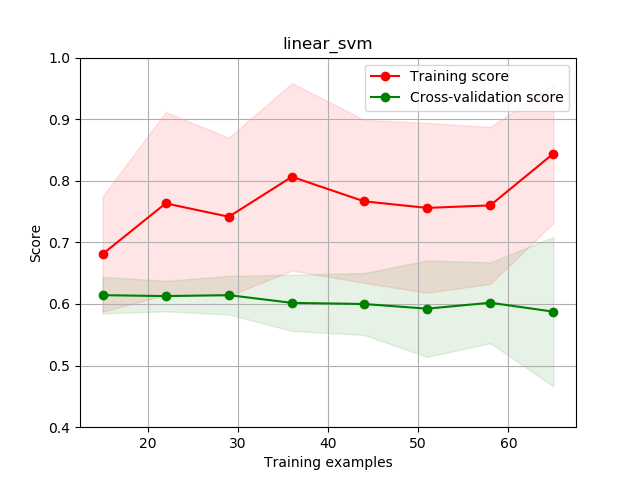 linear_svm
Training score
Cross-validation score
1.0
0.9
0.8
0.7
0.6
0.5
0.4
Score
20 30 40 50 60
Training examples